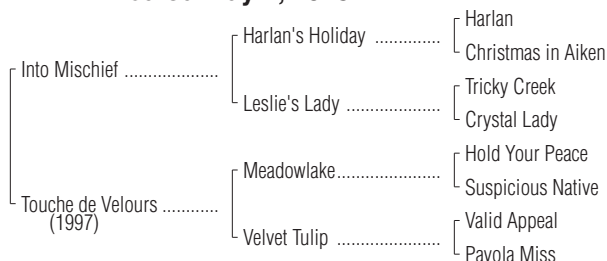 Harlan
Harlan's Holiday ..............
Christmas in Aiken
Into Mischief ....................
Tricky Creek
Leslie's Lady ....................
Crystal Lady
Hold Your Peace
Meadowlake......................
Suspicious Native
Touche de Velours ............
(1997)
Valid Appeal
Velvet Tulip ......................
Payola Miss